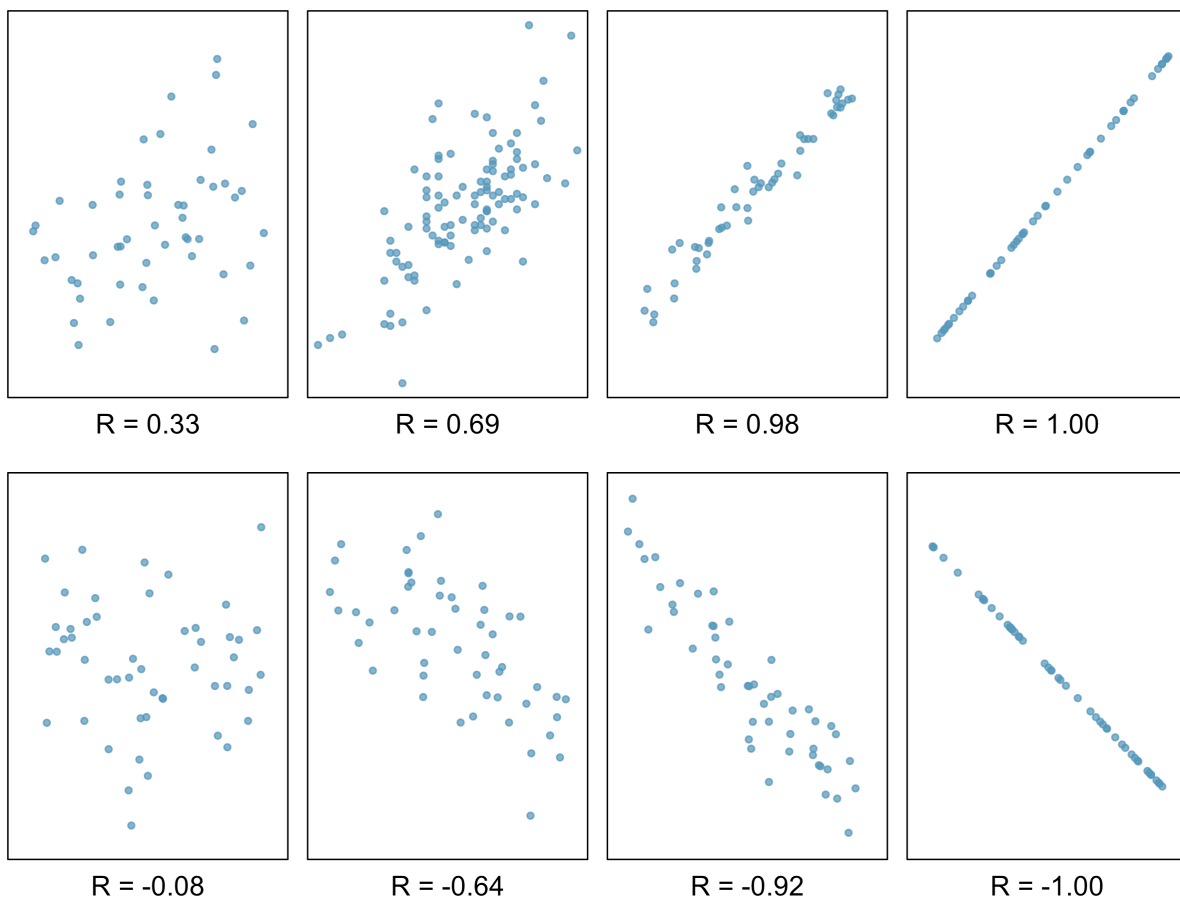 R = 0.33 R = 0.69 R = 0.98 R = 1.00
R = -0.08 R = -0.64 R = -0.92 R = -1.00